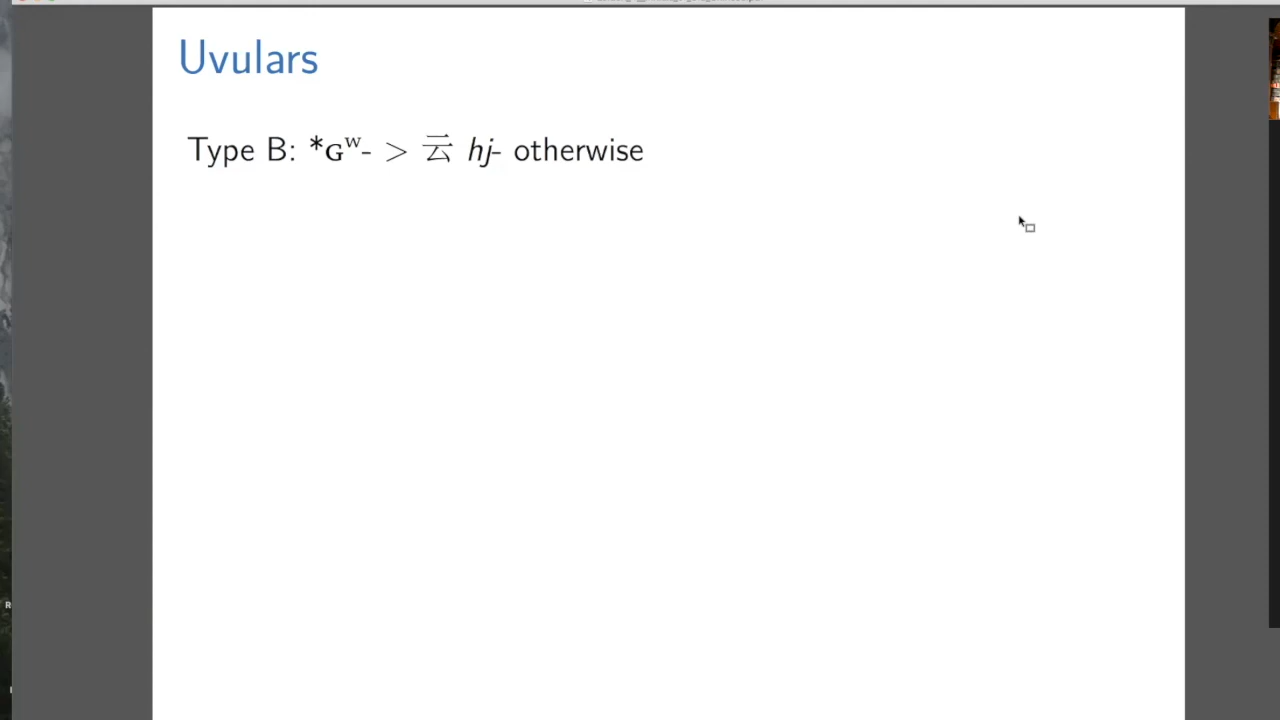 Uvulars
Type B: *ɢʷ- > 云 hj- otherwise
R